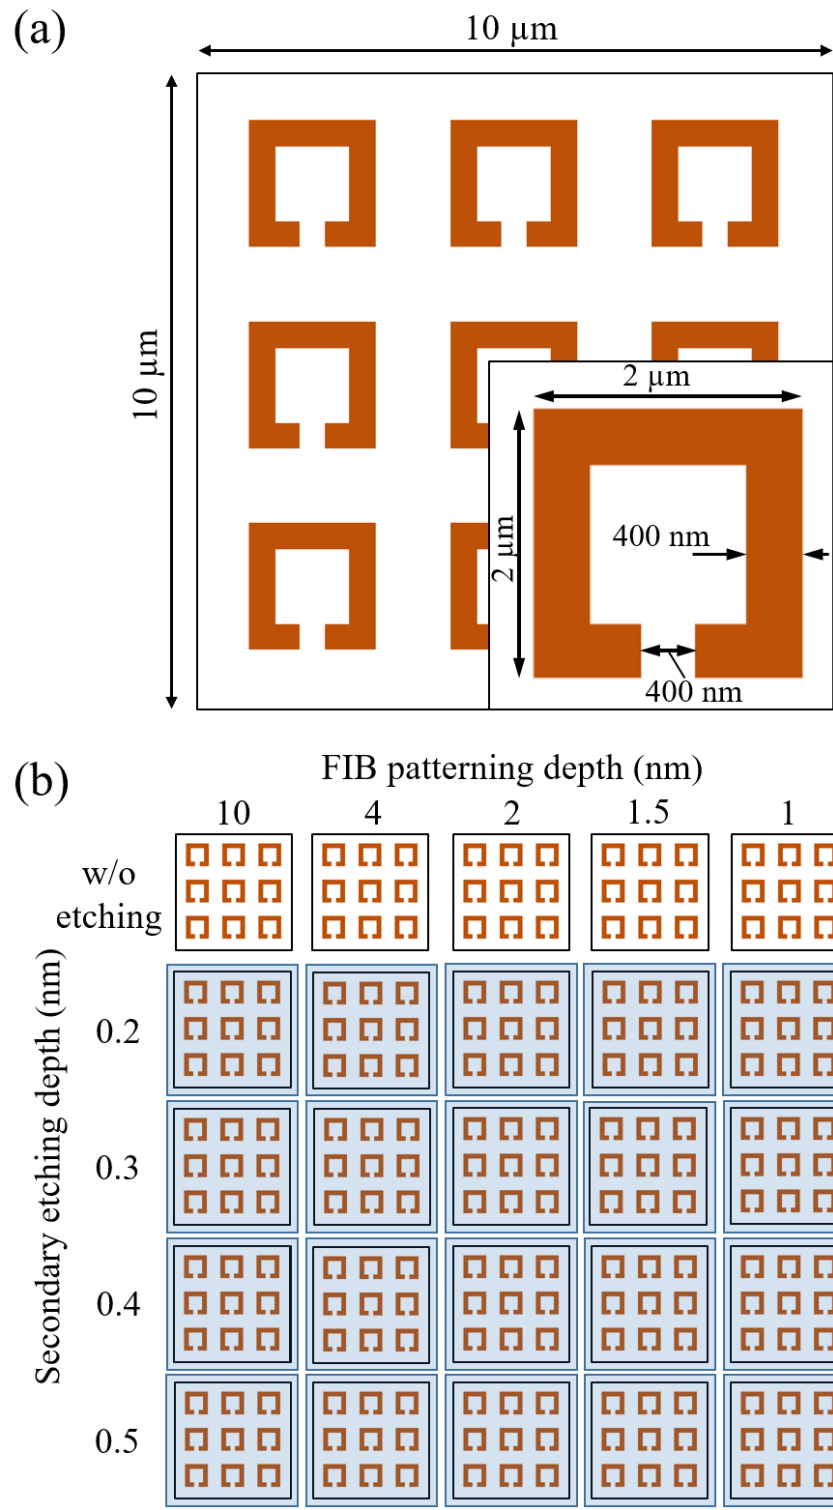 (a)
10 µm
10 µm
2 µm
2 µm
400 nm
400 nm
(b)
FIB patterning depth (nm)
10 4 2 1.5 1
w/o
etching
Secondary etching depth (nm)
0.2
0.3
0.4
0.5